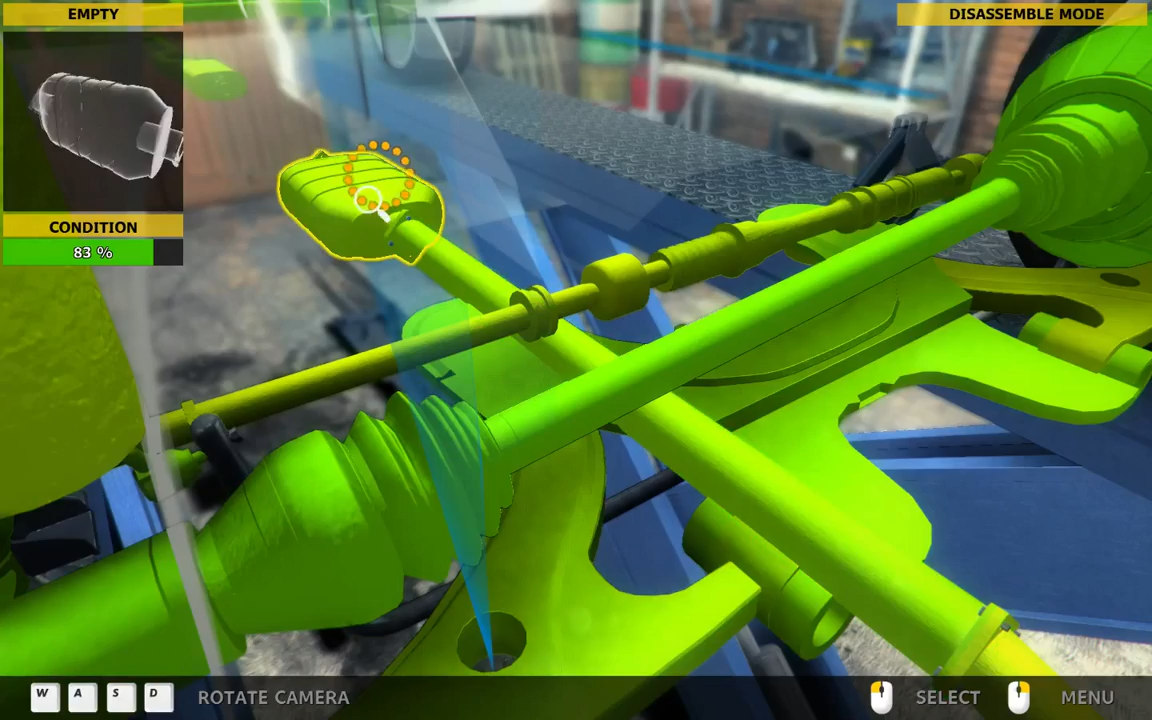 EMPTY
DISASSEMBLE MODE
CONDITION
83 %
W A S D ROTATE CAMERA
SELECT
MENU